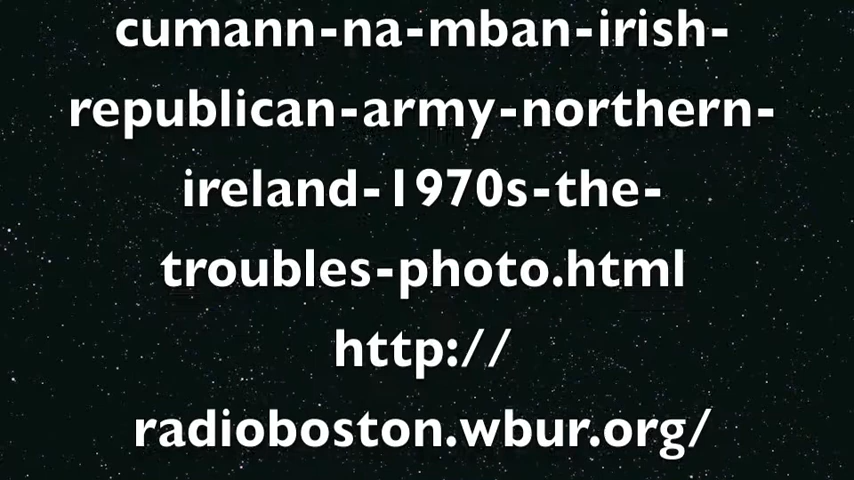 cumann-na-mban-irish-
republican-army-northern-
ireland-1970s-the-
troubles-photo.html
http://
radioboston.wbur.org/